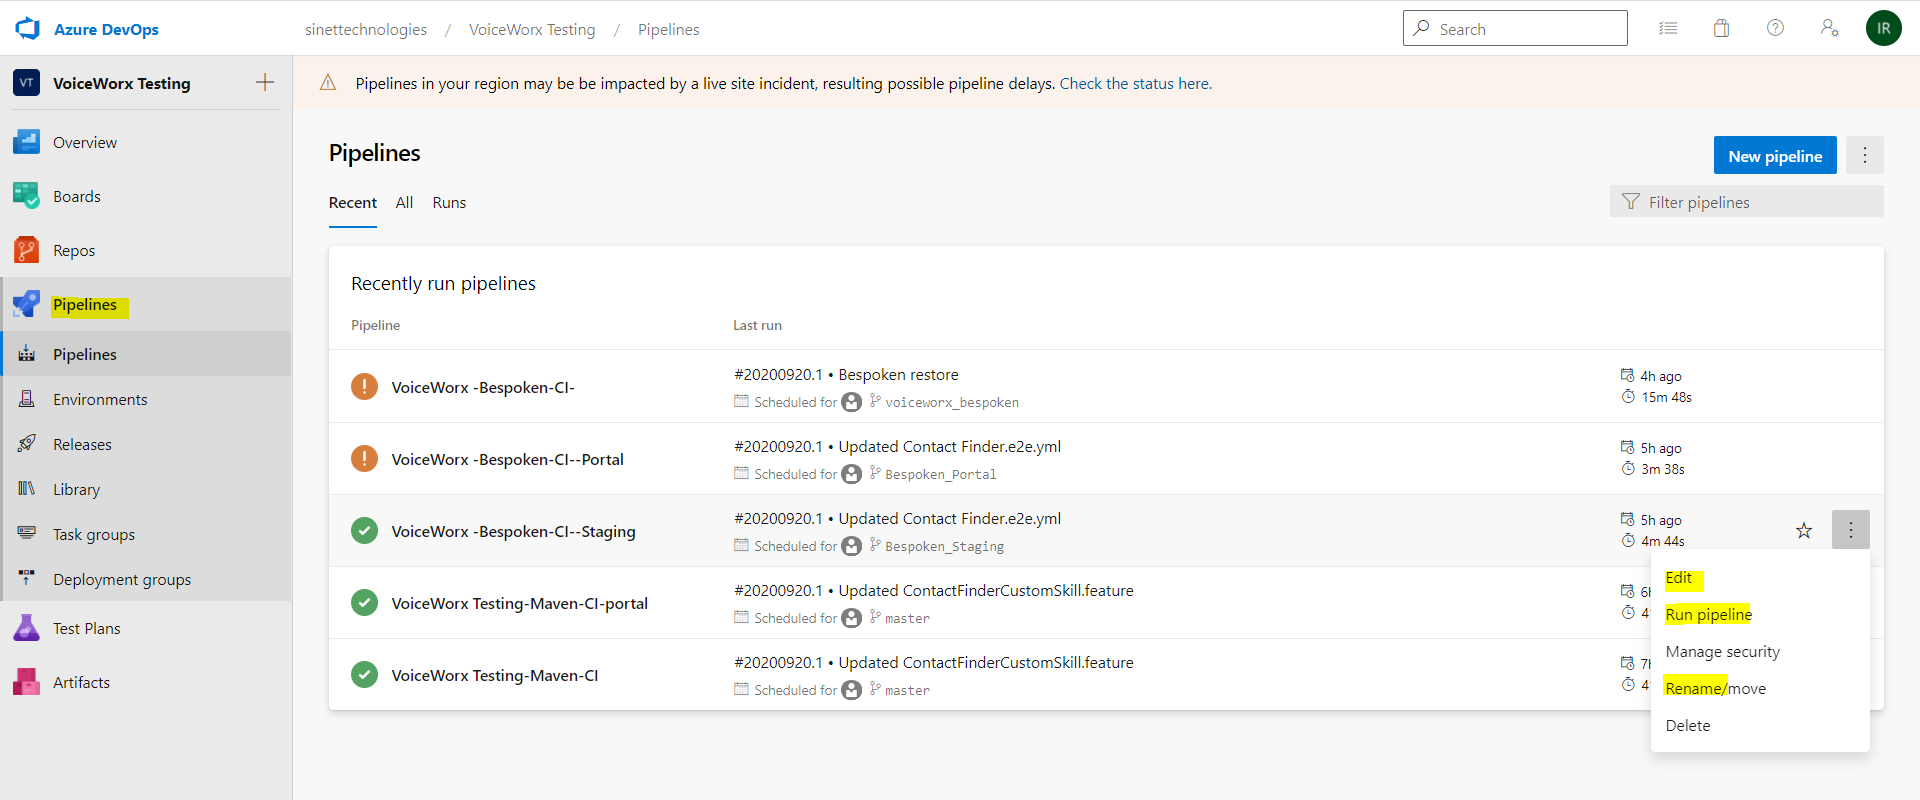 Azure DevOps
sinettechnologies / VoiceWorx Testing / Pipelines
Search
IR
VT
VoiceWorx Testing
Pipelines in your region may be impacted by a live site incident, resulting possible pipeline delays. Check the status here.
Overview
Boards
Repos
Pipelines
Pipelines
Environments
Releases
Library
Task groups
Deployment groups
Test Plans
Artifacts
Pipelines
New pipeline
Recent All Runs
Filter pipelines
Recently run pipelines
Pipeline Last run
VoiceWorx -Bespoken-CI-
#20200920.1 • Bespoken restore
Scheduled for voiceworx_bespoken
4h ago
15m 48s
VoiceWorx -Bespoken-CI--Portal
#20200920.1 • Updated Contact Finder.e2e.yml
Scheduled for Bespoken_Portal
5h ago
3m 38s
VoiceWorx -Bespoken-CI--Staging
#20200920.1 • Updated Contact Finder.e2e.yml
Scheduled for Bespoken_Staging
5h ago
4m 44s
VoiceWorx Testing-Maven-CI-portal
#20200920.1 • Updated ContactFinderCustomSkill.feature
Scheduled for master
VoiceWorx Testing-Maven-CI
#20200920.1 • Updated ContactFinderCustomSkill.feature
Scheduled for master
Edit
Run pipeline
Manage security
Rename/move
Delete